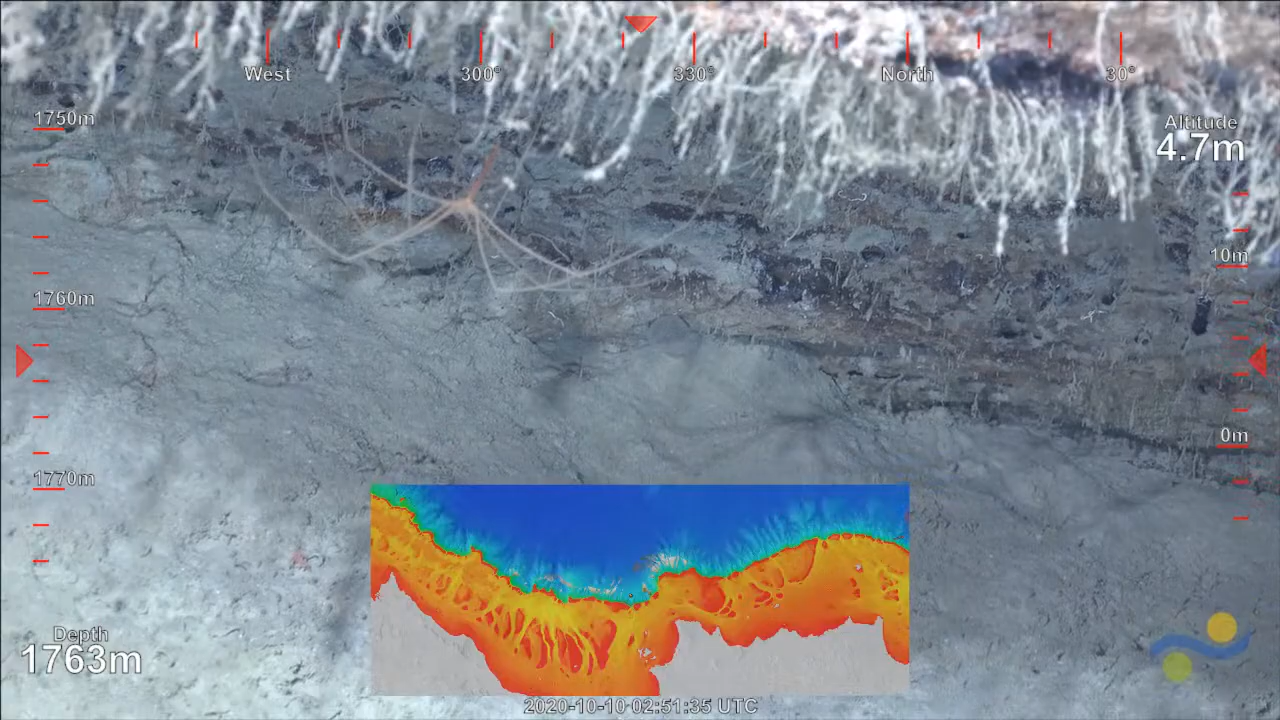 West 300° 330° North 30°
1750m
Altitude
4.7m
10m
1760m
0m
1770m
Depth
1763m
2020-10-10 02:51:35 UTC